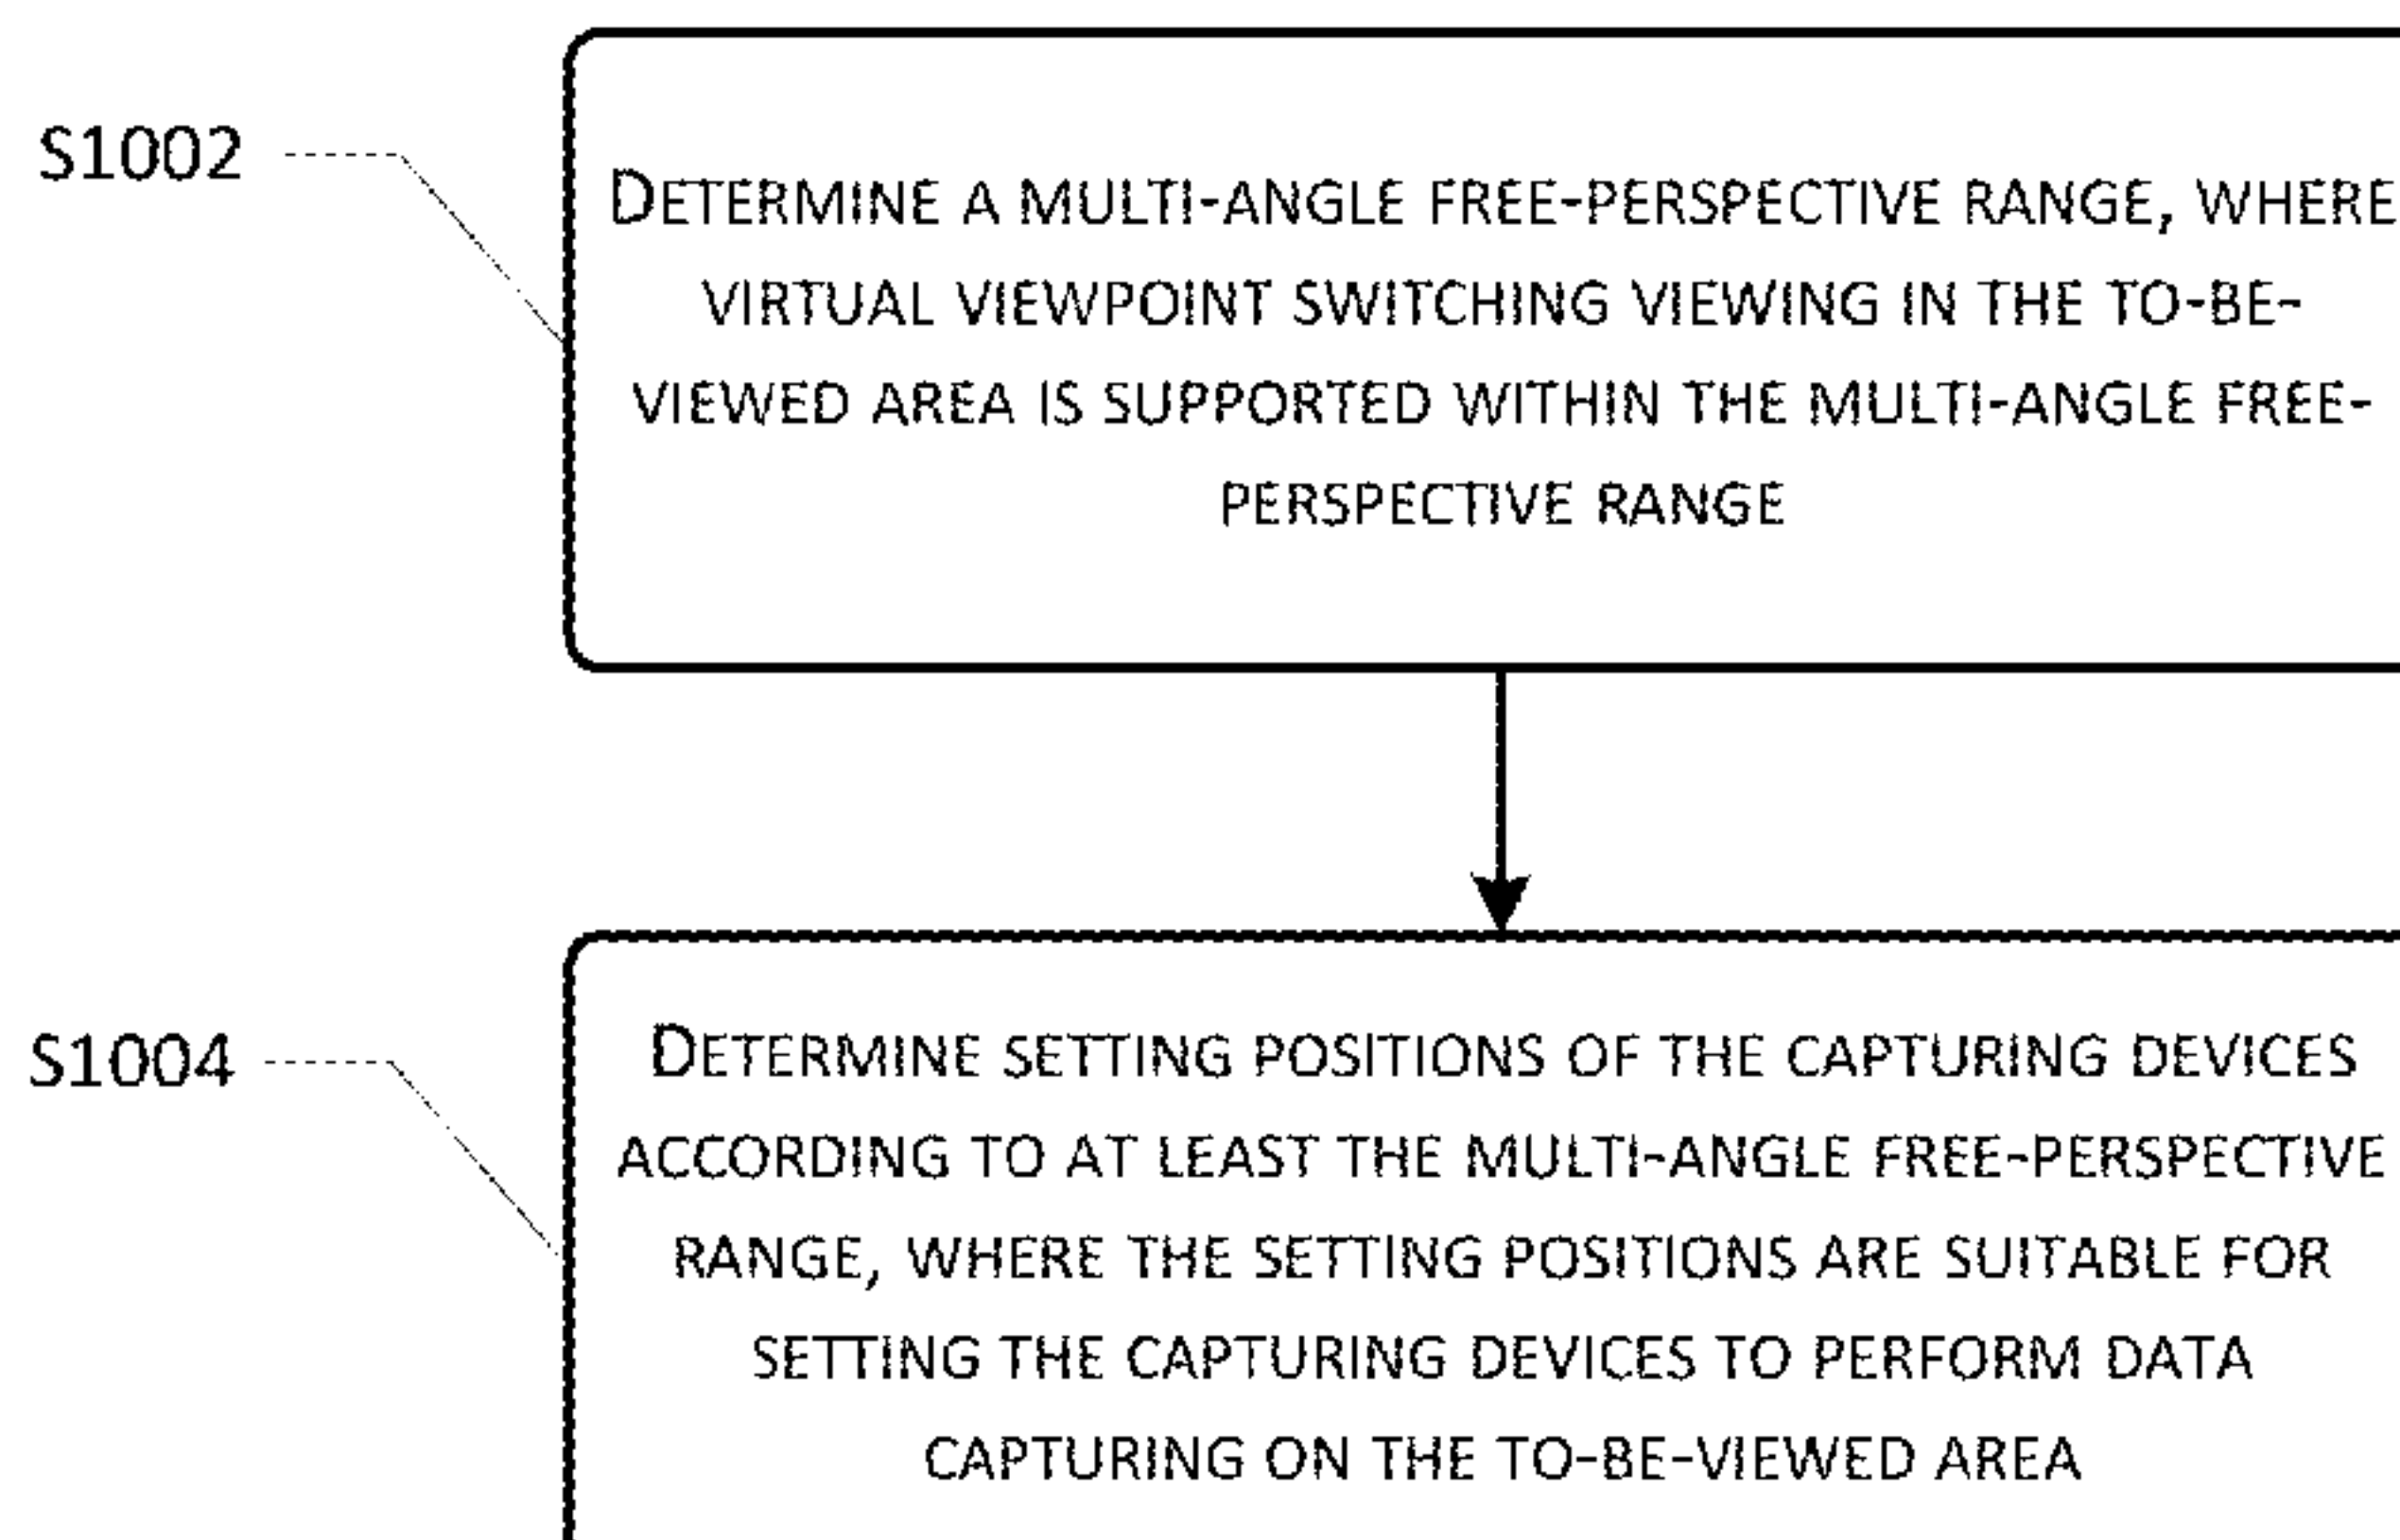 S1002
DETERMINE A MULTI-ANGLE FREE-PERSPECTIVE RANGE, WHERE
VIRTUAL VIEWPOINT SWITCHING VIEWING IN THE TO-BE-
VIEWED AREA IS SUPPORTED WITHIN THE MULTI-ANGLE FREE-
PERSPECTIVE RANGE
S1004
DETERMINE SETTING POSITIONS OF THE CAPTURING DEVICES
ACCORDING TO AT LEAST THE MULTI-ANGLE FREE-PERSPECTIVE
RANGE, WHERE THE SETTING POSITIONS ARE SUITABLE FOR
SETTING THE CAPTURING DEVICES TO PERFORM DATA
CAPTURING ON THE TO-BE-VIEWED AREA